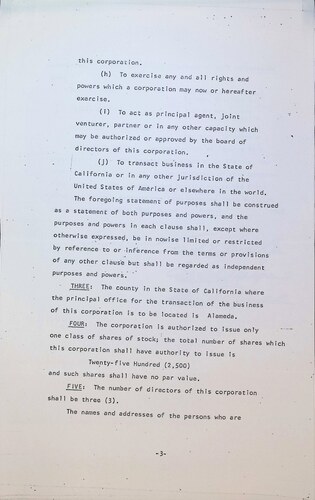 this corporation.
(h) To exercise any and all rights and
powers which a corporation may now or hereafter
exercise.
(i) To act as principal agent, joint
venturer, partner or in any other capacity which
may be authorized or approved by the board of
directors of this corporation.
(j) To transact business in the State of
California or in any other jurisdiction of the
United States of America or elsewhere in the world.
The foregoing statement of purposes shall be construed
as a statement of both purposes and powers, and the
purposes and powers in each clause shall, except where
otherwise expressed, be in nowise limited or restricted
by reference to or inference from the terms or provisions
of any other clause but shall be regarded as independent
purposes and powers.
THREE: The county in the State of California where
the principal office for the transaction of the business
of this corporation is to be located is Alameda.
FOUR: The corporation is authorized to issue only
one class of shares of stock; the total number of shares which
this corporation shall have authority to issue is
Twenty-five Hundred (2,500)
and such shares shall have no par value.
FIVE: The number of directors of this corporation
shall be three (3).
The names and addresses of the persons who are
-3-